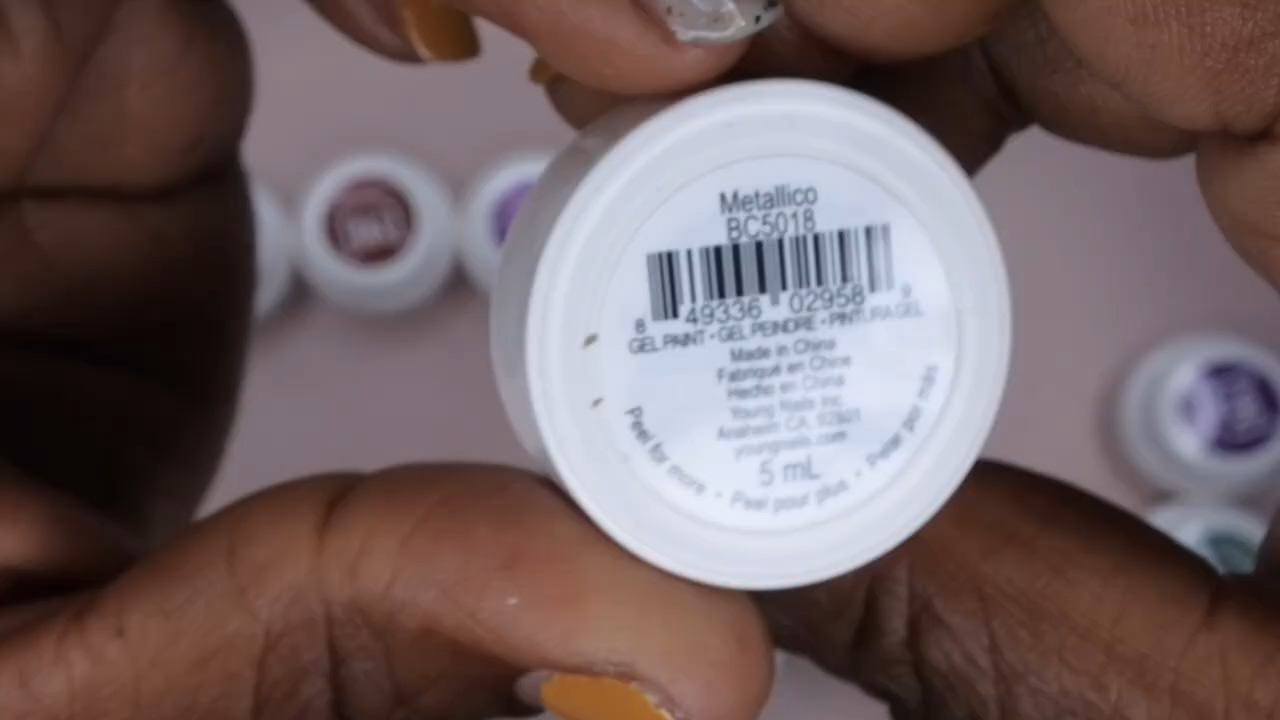 Metallico
BC5018
8 49336 02958 9
GEL PAINT • GEL PEINDRE • PINTURA GEL
Made in China
Fabriqué en Chine
Hecho en China
Young Nails Inc.
Anaheim CA, 92801
youngnails.com
5 mL
Peel for more • Peel pour plus • Pelar por más